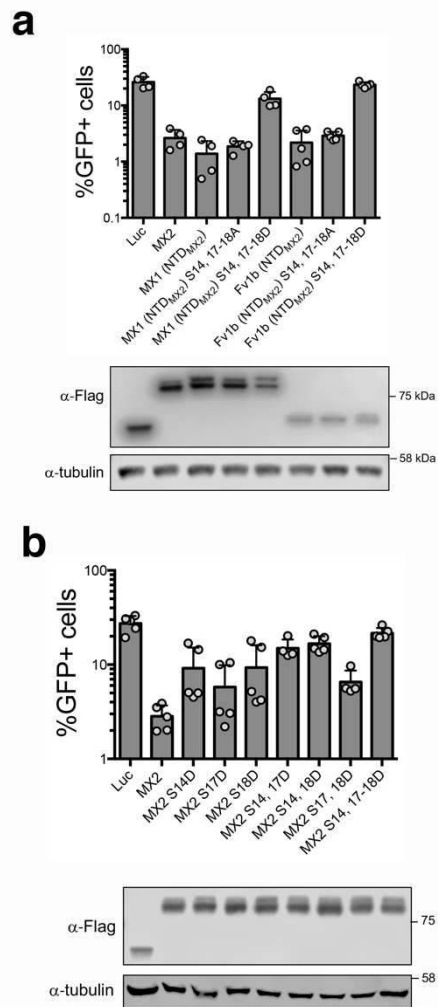 a
%GFP+ cells
100
10
1
0.1
Luc
MX2
MX1 (NTDMX2)
MX1 (NTDMX2) S14, 17-18A
MX1 (NTDMX2) S14, 17-18D
Fv1b (NTDMX2)
Fv1b (NTDMX2) S14, 17-18A
Fv1b (NTDMX2) S14, 17-18D
α-Flag
75 kDa
58 kDa
α-tubulin
b
%GFP+ cells
100
10
1
Luc
MX2
MX2 S14D
MX2 S17D
MX2 S18D
MX2 S14, 17D
MX2 S14, 18D
MX2 S17, 18D
MX2 S14, 17-18D
α-Flag
75
58
α-tubulin